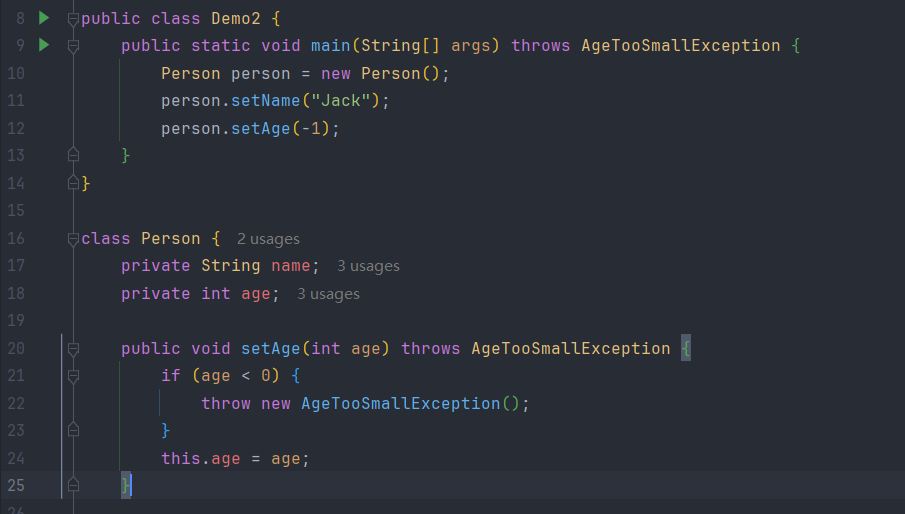 8 public class Demo2 {
9 public static void main(String[] args) throws AgeTooSmallException {
10 Person person = new Person();
11 person.setName("Jack");
12 person.setAge(-1);
13 }
14 }
15
16 class Person { 2 usages
17 private String name; 3 usages
18 private int age; 3 usages
19
20 public void setAge(int age) throws AgeTooSmallException {
21 if (age < 0) {
22 throw new AgeTooSmallException();
23 }
24 this.age = age;
25 }
26